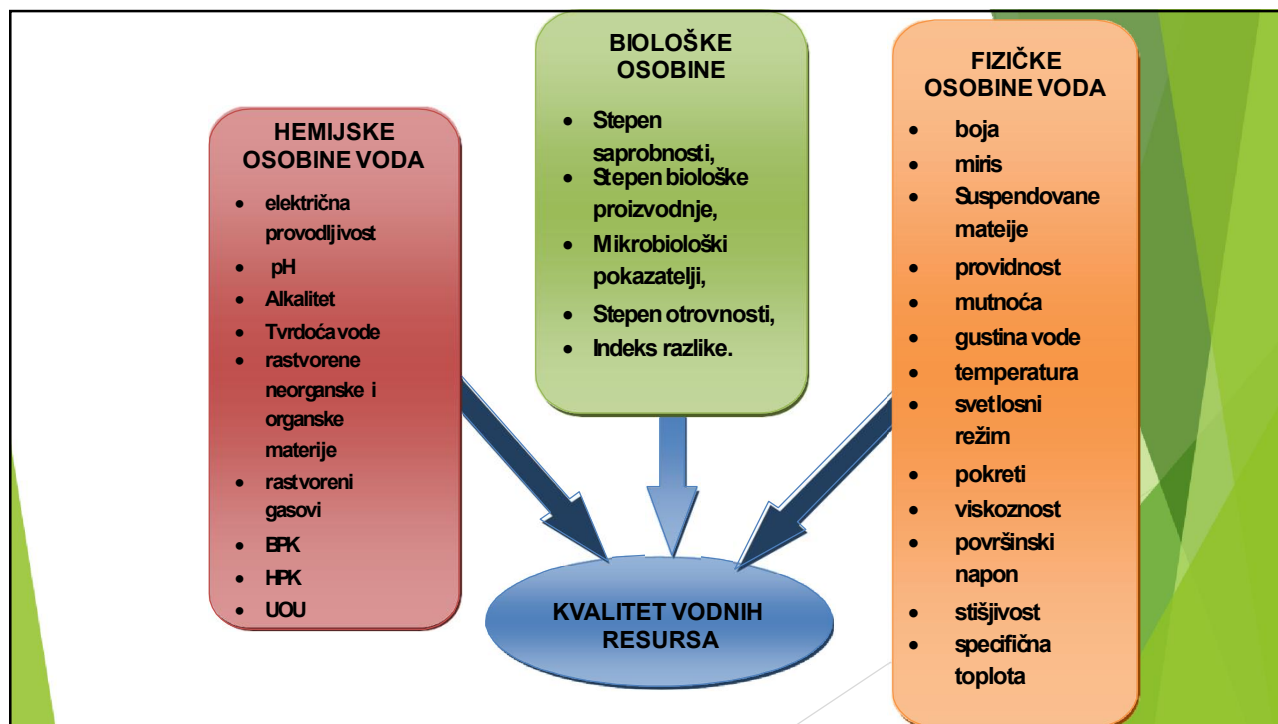 HEMIJSKE
OSOBINE VODA
• električna
provodljivost
• pH
• Alkalitet
• Tvrdoća vode
• rastvorene
neorganske i
organske
materije
• rastvoreni
gasovi
• BPK
• HPK
• UOU
BIOLOŠKE
OSOBINE
• Stepen
saprobnosti,
• Stepen biološke
proizvodnje,
• Mikrobiološki
pokazatelji,
• Stepen otrovnosti,
• Indeks razlike.
FIZIČKE
OSOBINE VODA
• boja
• miris
• Suspendovane
mateije
• providnost
• mutnoća
• gustina vode
• temperatura
• svetlosni
režim
• pokreti
• viskoznost
• površinski
napon
• stišjivost
• specifična
toplota
KVALITET VODNIH
RESURSA